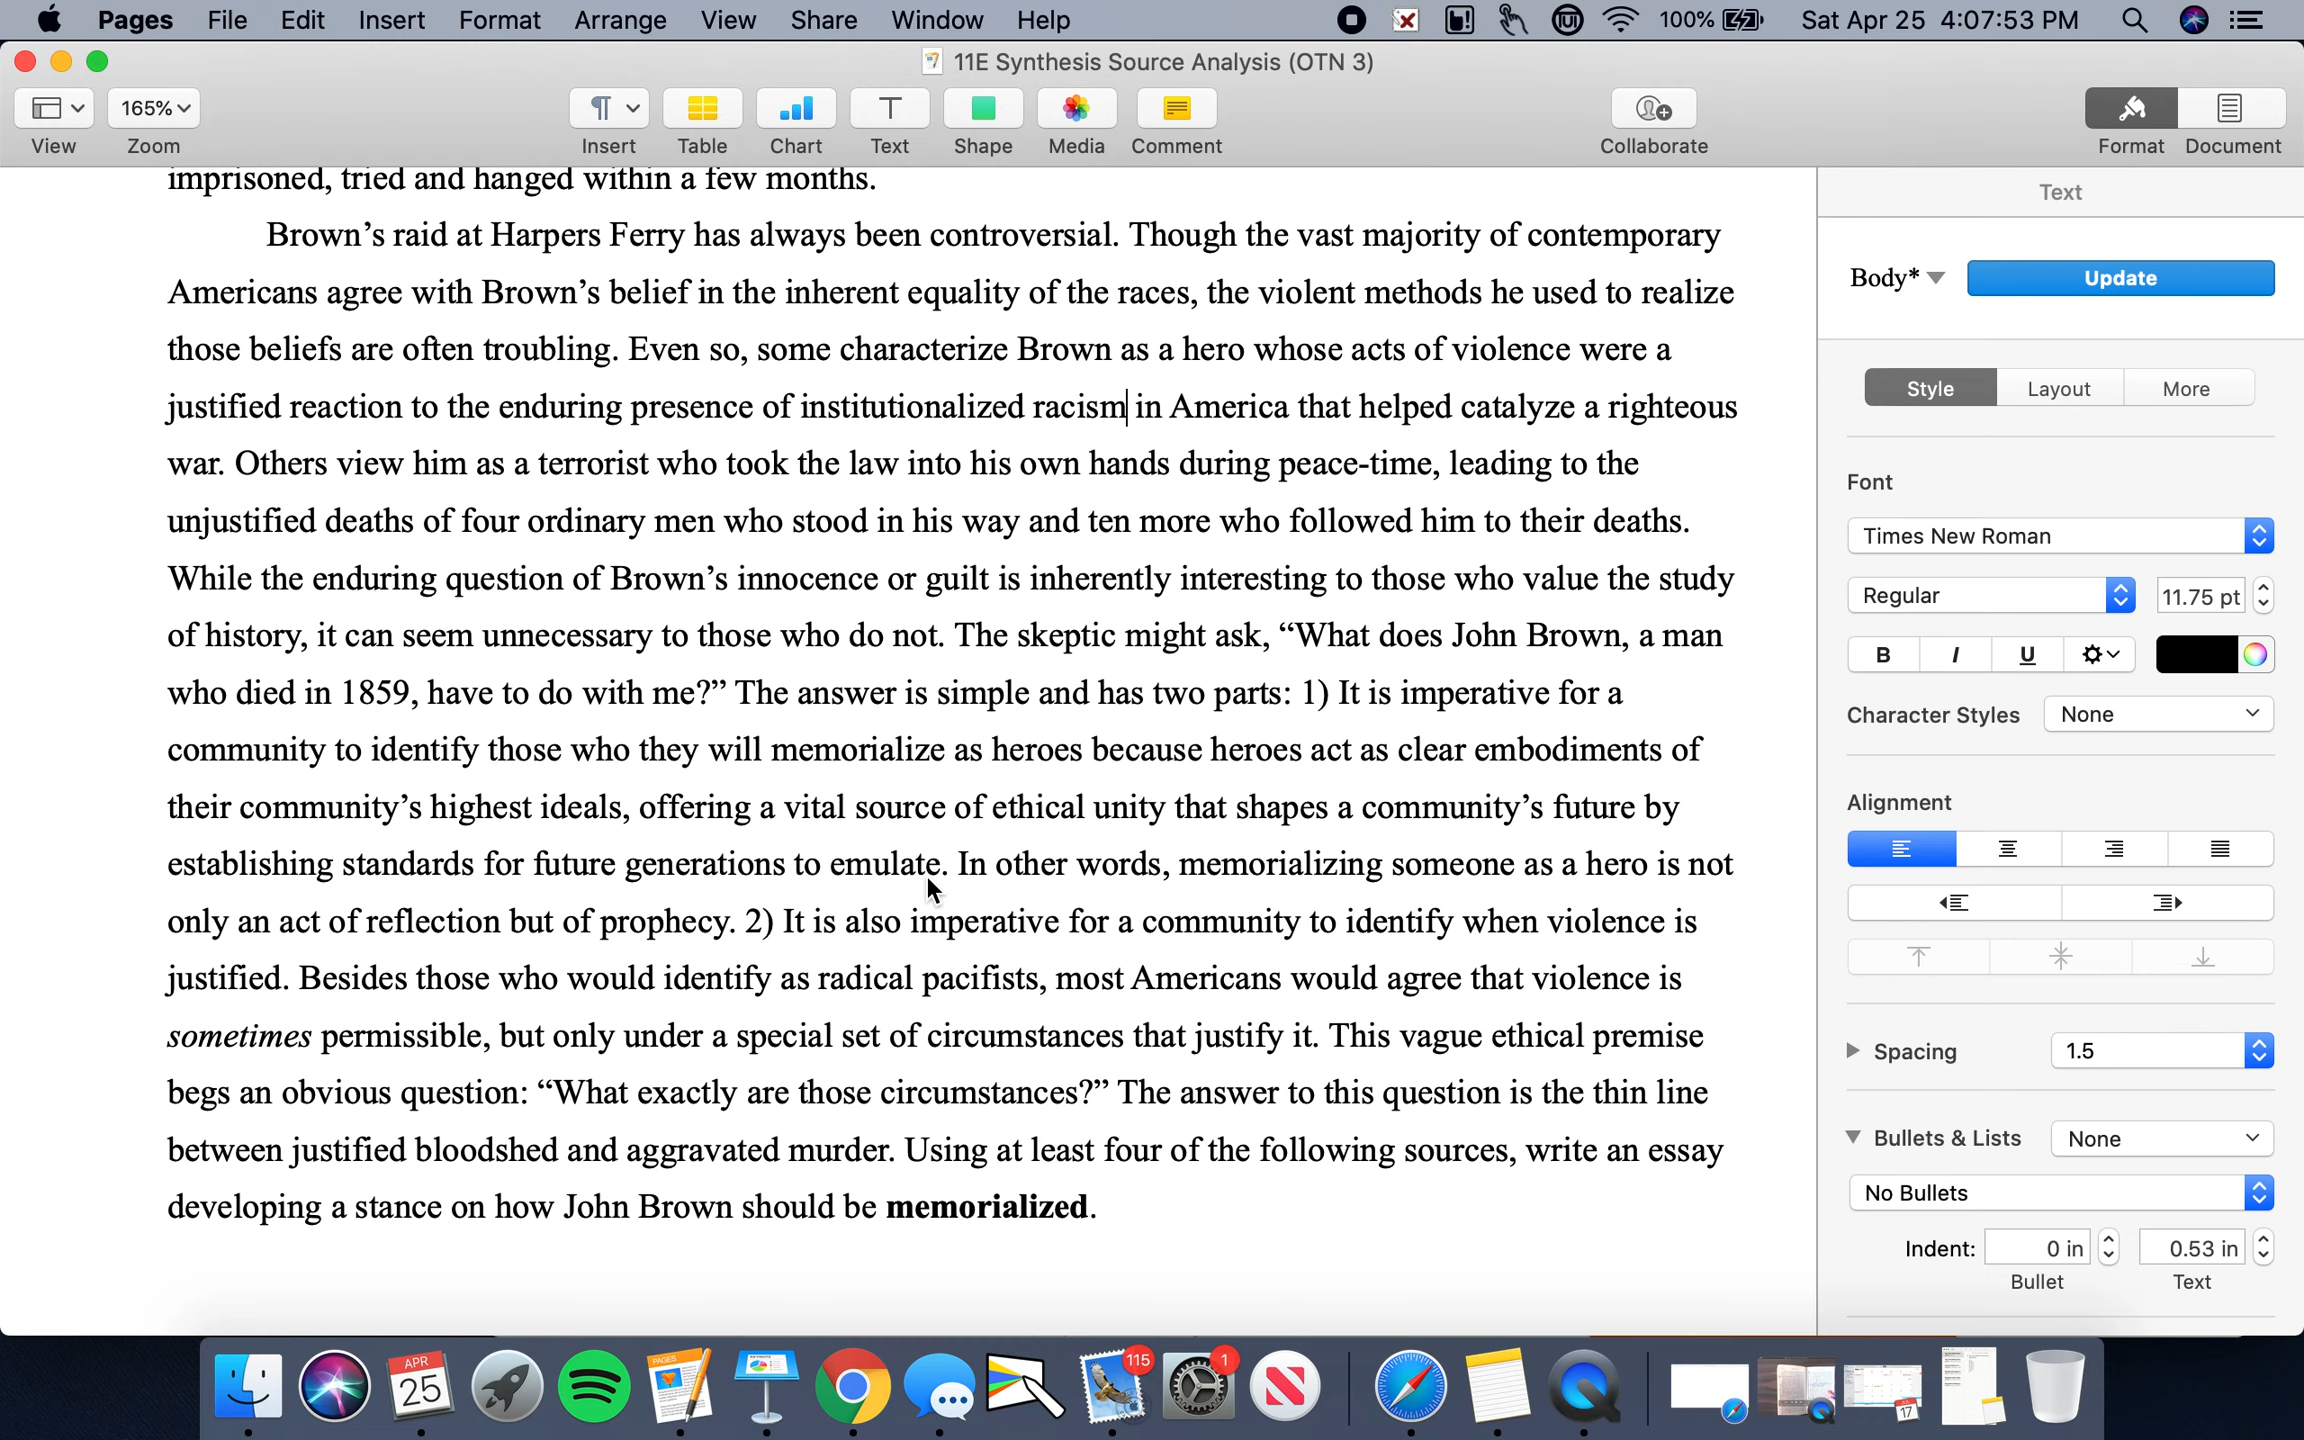 Pages File Edit Insert Format Arrange View Share Window Help 100% Sat Apr 25 4:07:53 PM
11E Synthesis Source Analysis (OTN 3)
165%
View Zoom Insert Table Chart Text Shape Media Comment Collaborate Format Document
imprisoned, tried and hanged within a few months.
Brown’s raid at Harpers Ferry has always been controversial. Though the vast majority of contemporary
Americans agree with Brown’s belief in the inherent equality of the races, the violent methods he used to realize
those beliefs are often troubling. Even so, some characterize Brown as a hero whose acts of violence were a
justified reaction to the enduring presence of institutionalized racism in America that helped catalyze a righteous
war. Others view him as a terrorist who took the law into his own hands during peace-time, leading to the
unjustified deaths of four ordinary men who stood in his way and ten more who followed him to their deaths.
While the enduring question of Brown’s innocence or guilt is inherently interesting to those who value the study
of history, it can seem unnecessary to those who do not. The skeptic might ask, “What does John Brown, a man
who died in 1859, have to do with me?” The answer is simple and has two parts: 1) It is imperative for a
community to identify those who they will memorialize as heroes because heroes act as clear embodiments of
their community’s highest ideals, offering a vital source of ethical unity that shapes a community’s future by
establishing standards for future generations to emulate. In other words, memorializing someone as a hero is not
only an act of reflection but of prophecy. 2) It is also imperative for a community to identify when violence is
justified. Besides those who would identify as radical pacifists, most Americans would agree that violence is
sometimes permissible, but only under a special set of circumstances that justify it. This vague ethical premise
begs an obvious question: “What exactly are those circumstances?” The answer to this question is the thin line
between justified bloodshed and aggravated murder. Using at least four of the following sources, write an essay
developing a stance on how John Brown should be memorialized.
Text
Body* Update
Style Layout More
Font
Times New Roman
Regular 11.75 pt
B I U
Character Styles None
Alignment
Spacing 1.5
Bullets & Lists None
No Bullets
Indent: 0 in 0.53 in
Bullet Text
APR
25
PAGES
115
1
17